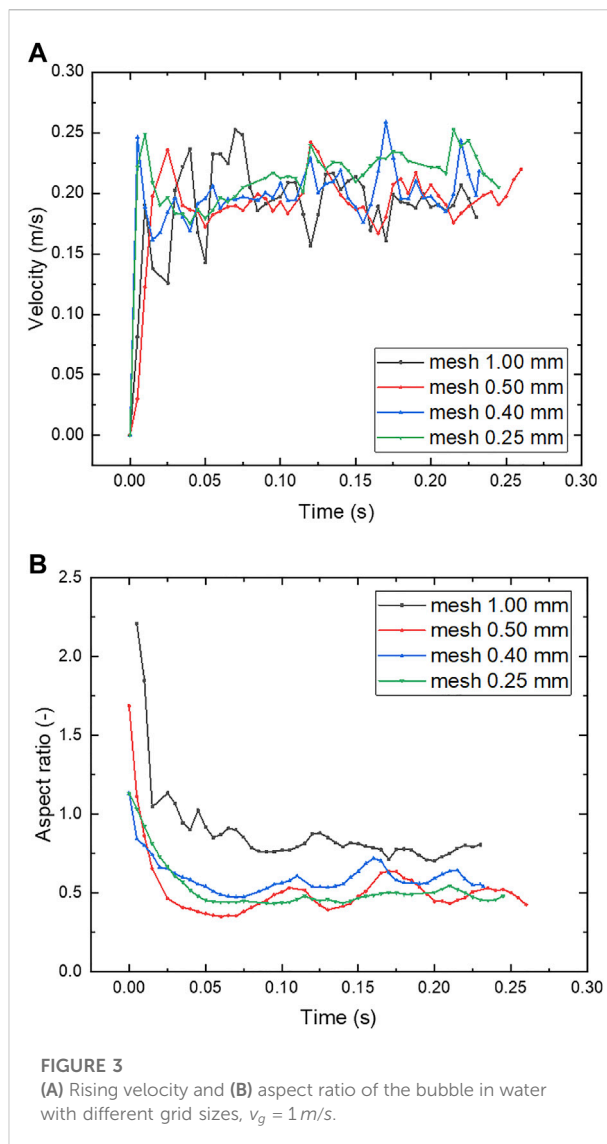 A
0.30
0.25
0.20
0.15
0.10
0.05
0.00
Velocity (m/s)
mesh 1.00 mm
mesh 0.50 mm
mesh 0.40 mm
mesh 0.25 mm
0.00 0.05 0.10 0.15 0.20 0.25 0.30
Time (s)
B
2.5
2.0
1.5
1.0
0.5
0.0
Aspect ratio (-)
mesh 1.00 mm
mesh 0.50 mm
mesh 0.40 mm
mesh 0.25 mm
0.00 0.05 0.10 0.15 0.20 0.25 0.30
Time (s)
FIGURE 3
(A) Rising velocity and (B) aspect ratio of the bubble in water
with different grid sizes, v_g = 1 m/s.